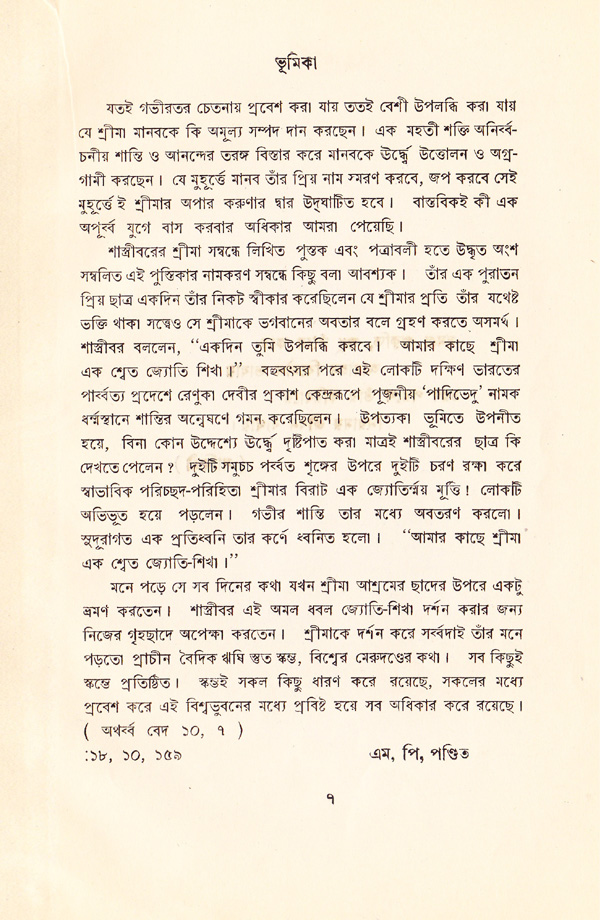 ভূমিকা
যতই গভীরতর চেতনায় প্রবেশ করা যায় ততই বেশী উপলব্ধি করা যায়
যে শ্রীমা মানবকে কি অমূল্য সম্পদ দান করছেন। এক মহতী শক্তি অনির্ব্ব-
চনীয় শান্তি ও আনন্দের তরঙ্গ বিস্তার করে মানবকে ঊর্দ্ধে উত্তোলন ও অগ্র-
গামী করছেন। যে মুহূর্ত্তে মানব তাঁর প্রিয় নাম স্মরণ করবে, জপ করবে সেই
মুহূর্ত্তে ই শ্রীমার অপার করুণার দ্বার উদ্‌ঘাটিত হবে। বাস্তবিকই কী এক
অপূর্ব্ব যুগে বাস করবার অধিকার আমরা পেয়েছি।
শাস্ত্রীবরের শ্রীমা সম্বন্ধে লিখিত পুস্তক এবং পত্রাবলী হতে উদ্ধৃত অংশ
সম্বলিত এই পুস্তিকার নামকরণ সম্বন্ধে কিছু বলা আবশ্যক। তাঁর এক পুরাতন
প্রিয় ছাত্র একদিন তাঁর নিকট স্বীকার করেছিলেন যে শ্রীমার প্রতি তাঁর যথেষ্ট
ভক্তি থাকা সত্ত্বেও সে শ্রীমাকে ভগবানের অবতার বলে গ্রহণ করতে অসমর্থ।
শাস্ত্রীবর বললেন, “একদিন তুমি উপলব্ধি করবে। আমার কাছে শ্রীমা
এক শ্বেত জ্যোতি শিখা।” বহুবৎসর পরে এই লোকটি দক্ষিণ ভারতের
পার্ব্বত্য প্রদেশে রেণুকা দেবীর প্রকাশ কেন্দ্ররূপে পূজনীয় ‘পাদিভেদু’ নামক
ধর্ম্মস্থানে শান্তির অন্বেষণে গমন করেছিলেন। উপত্যকা ভূমিতে উপনীত
হয়ে, বিনা কোন উদ্দেশ্যে ঊর্দ্ধে দৃষ্টিপাত করা মাত্রই শাস্ত্রীবরের ছাত্র কি
দেখতে পেলেন? দুইটি সমুচচ পর্ব্বত শৃঙ্গের উপরে দুইটি চরণ রক্ষা করে
স্বাভাবিক পরিচছদ-পরিহিতা শ্রীমার বিরাট এক জ্যোতির্ম্ময় মূর্ত্তি! লোকটি
অভিভূত হয়ে পড়লেন। গভীর শান্তি তার মধ্যে অবতরণ করলো।
সুদূরাগত এক প্রতিধ্বনি তার কর্ণে ধ্বনিত হলো। “আমার কাছে শ্রীমা
এক শ্বেত জ্যোতি-শিখা।”
মনে পড়ে সে সব দিনের কথা যখন শ্রীমা আশ্রমের ছাদের উপরে একটু
ভ্রমণ করতেন। শাস্ত্রীবর এই অমল ধবল জ্যোতি-শিখা দর্শন করার জন্য
নিজের গৃহছাদে অপেক্ষা করতেন। শ্রীমাকে দর্শন করে সর্ব্বদাই তাঁর মনে
পড়তো প্রাচীন বৈদিক ঋষি স্তুত স্কম্ভ, বিশ্বের মেরুদণ্ডের কথা। সব কিছুই
স্কম্ভে প্রতিষ্ঠিত। স্কম্ভই সকল কিছু ধারণ করে রয়েছে, সকলের মধ্যে
প্রবেশ করে এই বিশ্বভুবনের মধ্যে প্রবিষ্ট হয়ে সব অধিকার করে রয়েছে।
( অথর্ব্ব বেদ ১০, ৭ )
:১৮, ১০, ১৫৯ এম, পি, পণ্ডিত
৭